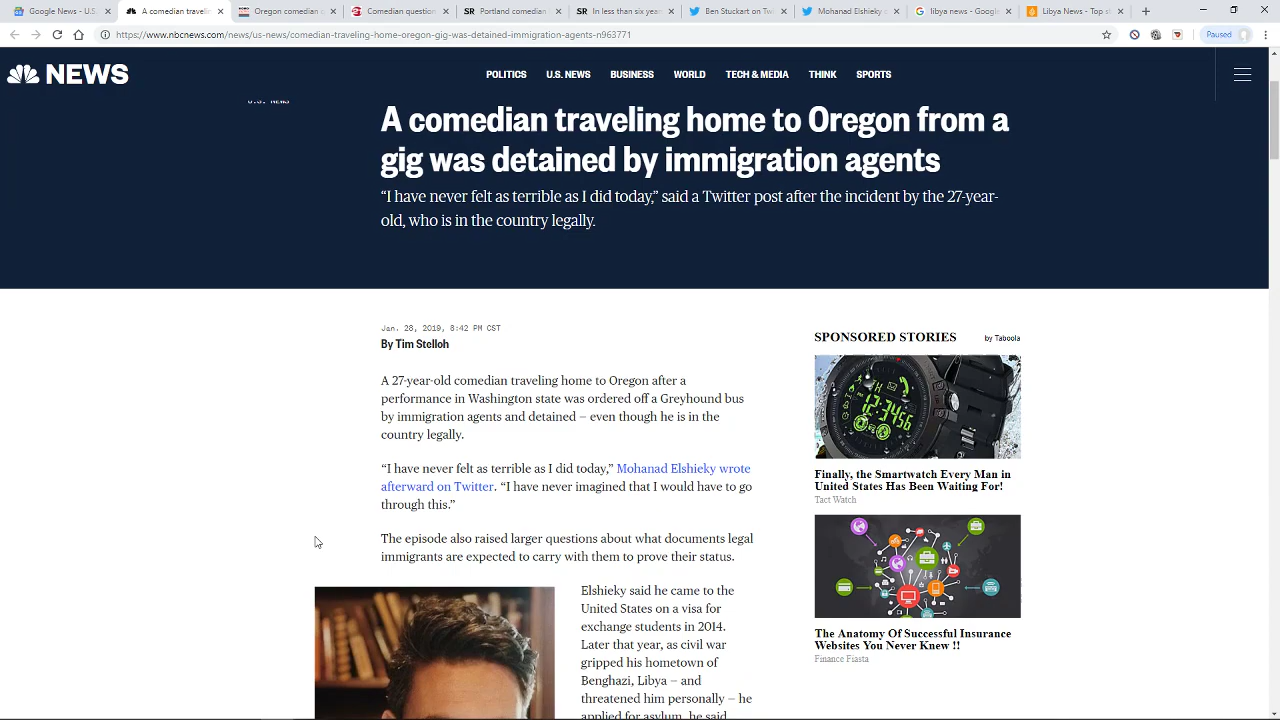 Google News - U.S.
A comedian traveli
Oregon comedian
Comedian question
Portland comedian
In less than six yea
Ben Stuckart on Tw
Mohanad Elshieky
libya news - Google
Libya News - Top s
https://www.nbcnews.com/news/us-news/comedian-traveling-home-oregon-gig-was-detained-immigration-agents-n963771
Paused
NEWS
POLITICS U.S. NEWS BUSINESS WORLD TECH & MEDIA THINK SPORTS
U.S. NEWS
A comedian traveling home to Oregon from a
gig was detained by immigration agents
“I have never felt as terrible as I did today,” said a Twitter post after the incident by the 27-year-
old, who is in the country legally.
Jan. 28, 2019, 8:42 PM CST
By Tim Stelloh
A 27-year-old comedian traveling home to Oregon after a
performance in Washington state was ordered off a Greyhound bus
by immigration agents and detained — even though he is in the
country legally.
“I have never felt as terrible as I did today,” Mohanad Elshieky wrote
afterward on Twitter. “I have never imagined that I would have to go
through this.”
The episode also raised larger questions about what documents legal
immigrants are expected to carry with them to prove their status.
Elshieky said he came to the
United States on a visa for
exchange students in 2014.
Later that year, as civil war
gripped his hometown of
Benghazi, Libya — and
threatened him personally — he
applied for asylum, he said
SPONSORED STORIES
by Taboola
12:34:56
Finally, the Smartwatch Every Man in
United States Has Been Waiting For!
Tact Watch
The Anatomy Of Successful Insurance
Websites You Never Knew !!
Finance Fiasta